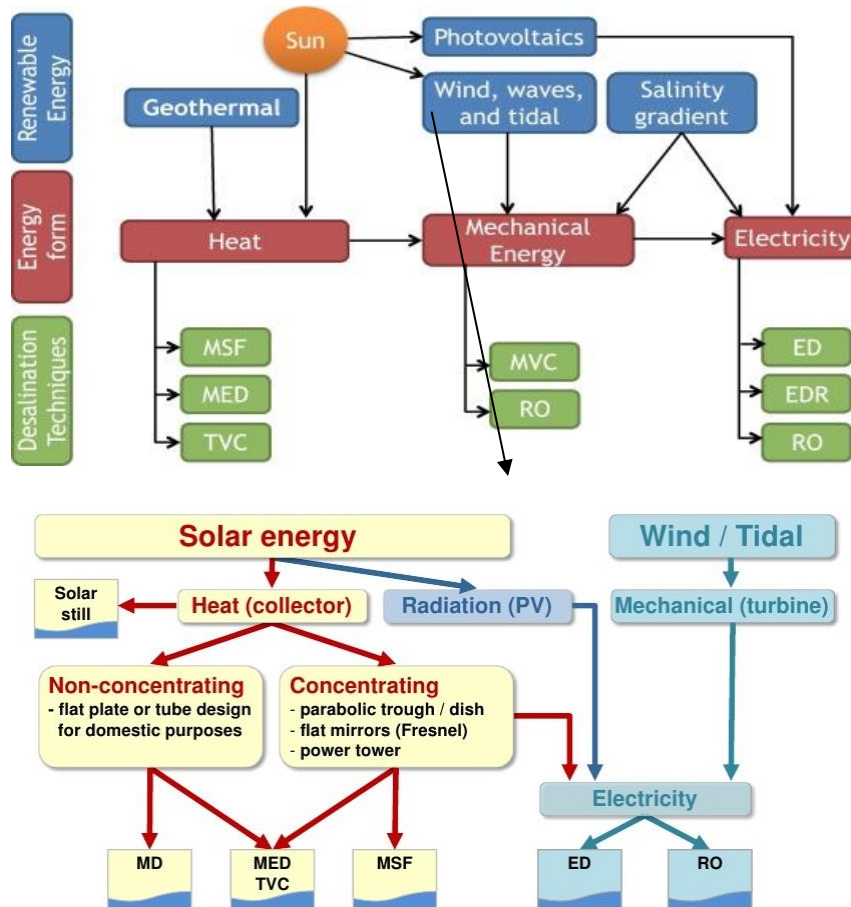 Renewable
Energy
Sun
Photovoltaics
Geothermal
Wind, waves,
and tidal
Salinity
gradient
Energy
form
Heat
Mechanical
Energy
Electricity
Desalination
Techniques
MSF
MED
TVC
MVC
RO
ED
EDR
RO
Solar energy
Wind / Tidal
Solar
still
Heat (collector)
Radiation (PV)
Mechanical (turbine)
Non-concentrating
- flat plate or tube design
for domestic purposes
Concentrating
- parabolic trough / dish
- flat mirrors (Fresnel)
- power tower
Electricity
MD
MED
TVC
MSF
ED
RO